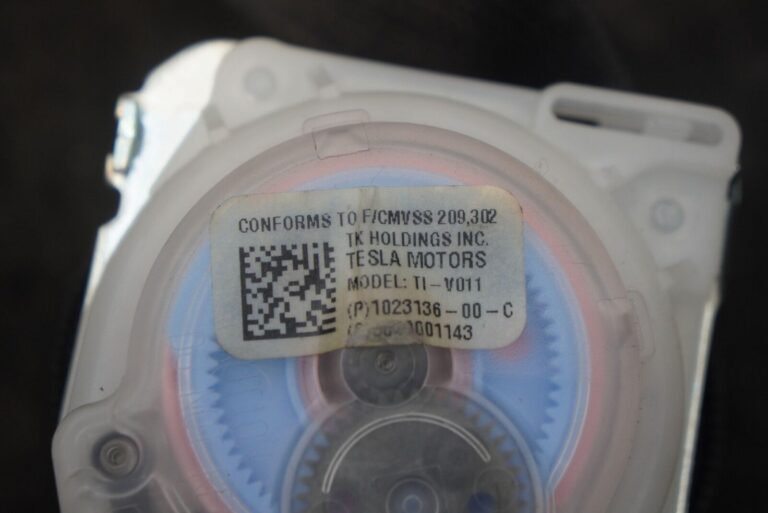 CONFORMS TO F/CMVSS 209,302
TK HOLDINGS INC.
TESLA MOTORS
MODEL: TI-V011
(P)1023136-00-C